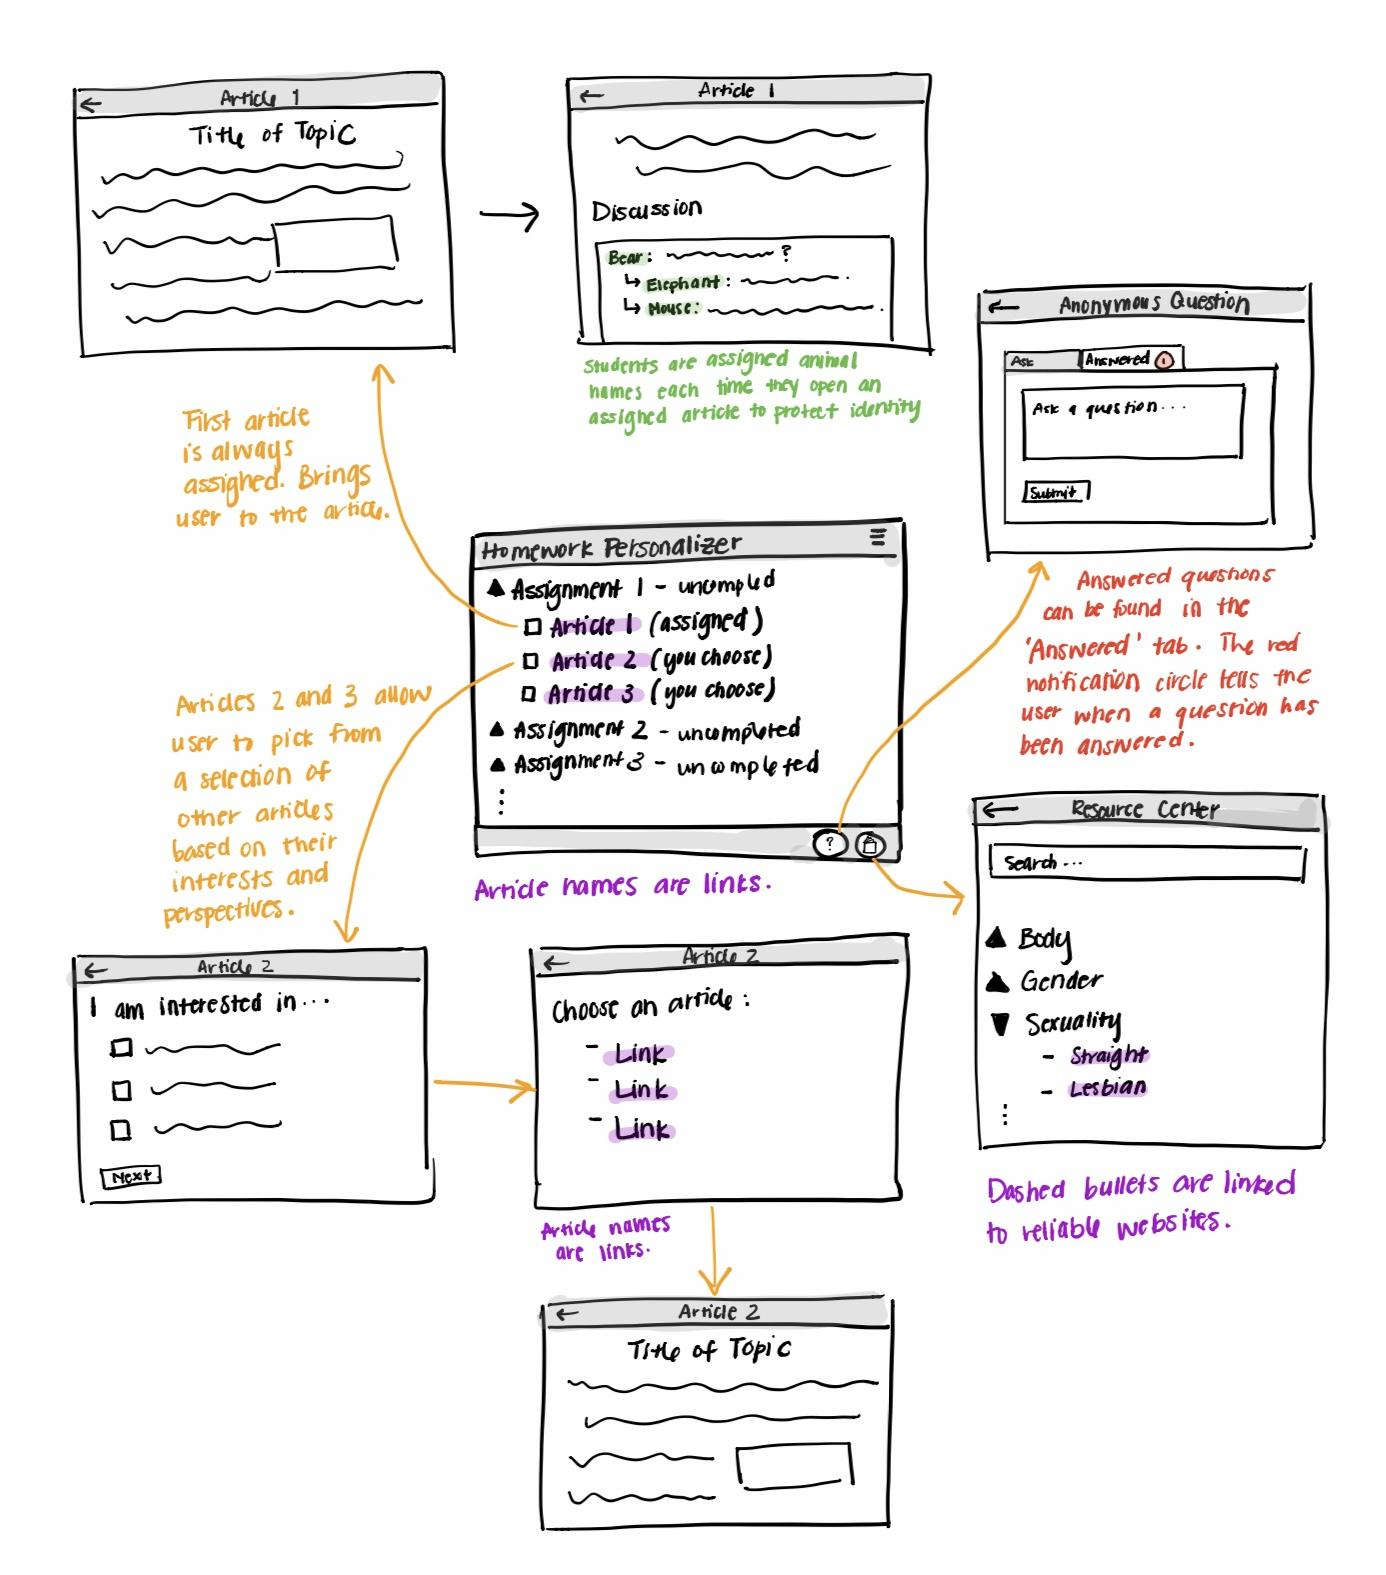 ← Article 1
Title of Topic
← Article 1
Discussion
Bear: ?
↳ Elephant: .
↳ Mouse: .
Students are assigned animal
names each time they open an
assigned article to protect identity
First article
is always
assigned. Brings
user to the article.
← Anonymous Question
Ask
Answered 1
Ask a question...
Submit
Answered questions
can be found in the
'Answered' tab. The red
notification circle tells the
user when a question has
been answered.
Homework Personalizer
▲ Assignment 1 - uncompled
Article 1 (assigned)
Article 2 (you choose)
Article 3 (you choose)
▲ Assignment 2 - uncompleted
▲ Assignment 3 - uncompleted
?
Article names are links.
Articles 2 and 3 allow
user to pick from
a selection of
other articles
based on their
interests and
perspectives.
← Resource Center
Search...
▲ Body
▲ Gender
▼ Sexuality
- Straight
- Lesbian
Dashed bullets are linked
to reliable websites.
← Article 2
I am interested in...
Next
← Article 2
Choose an article:
- Link
- Link
- Link
Article names
are links.
← Article 2
Title of Topic